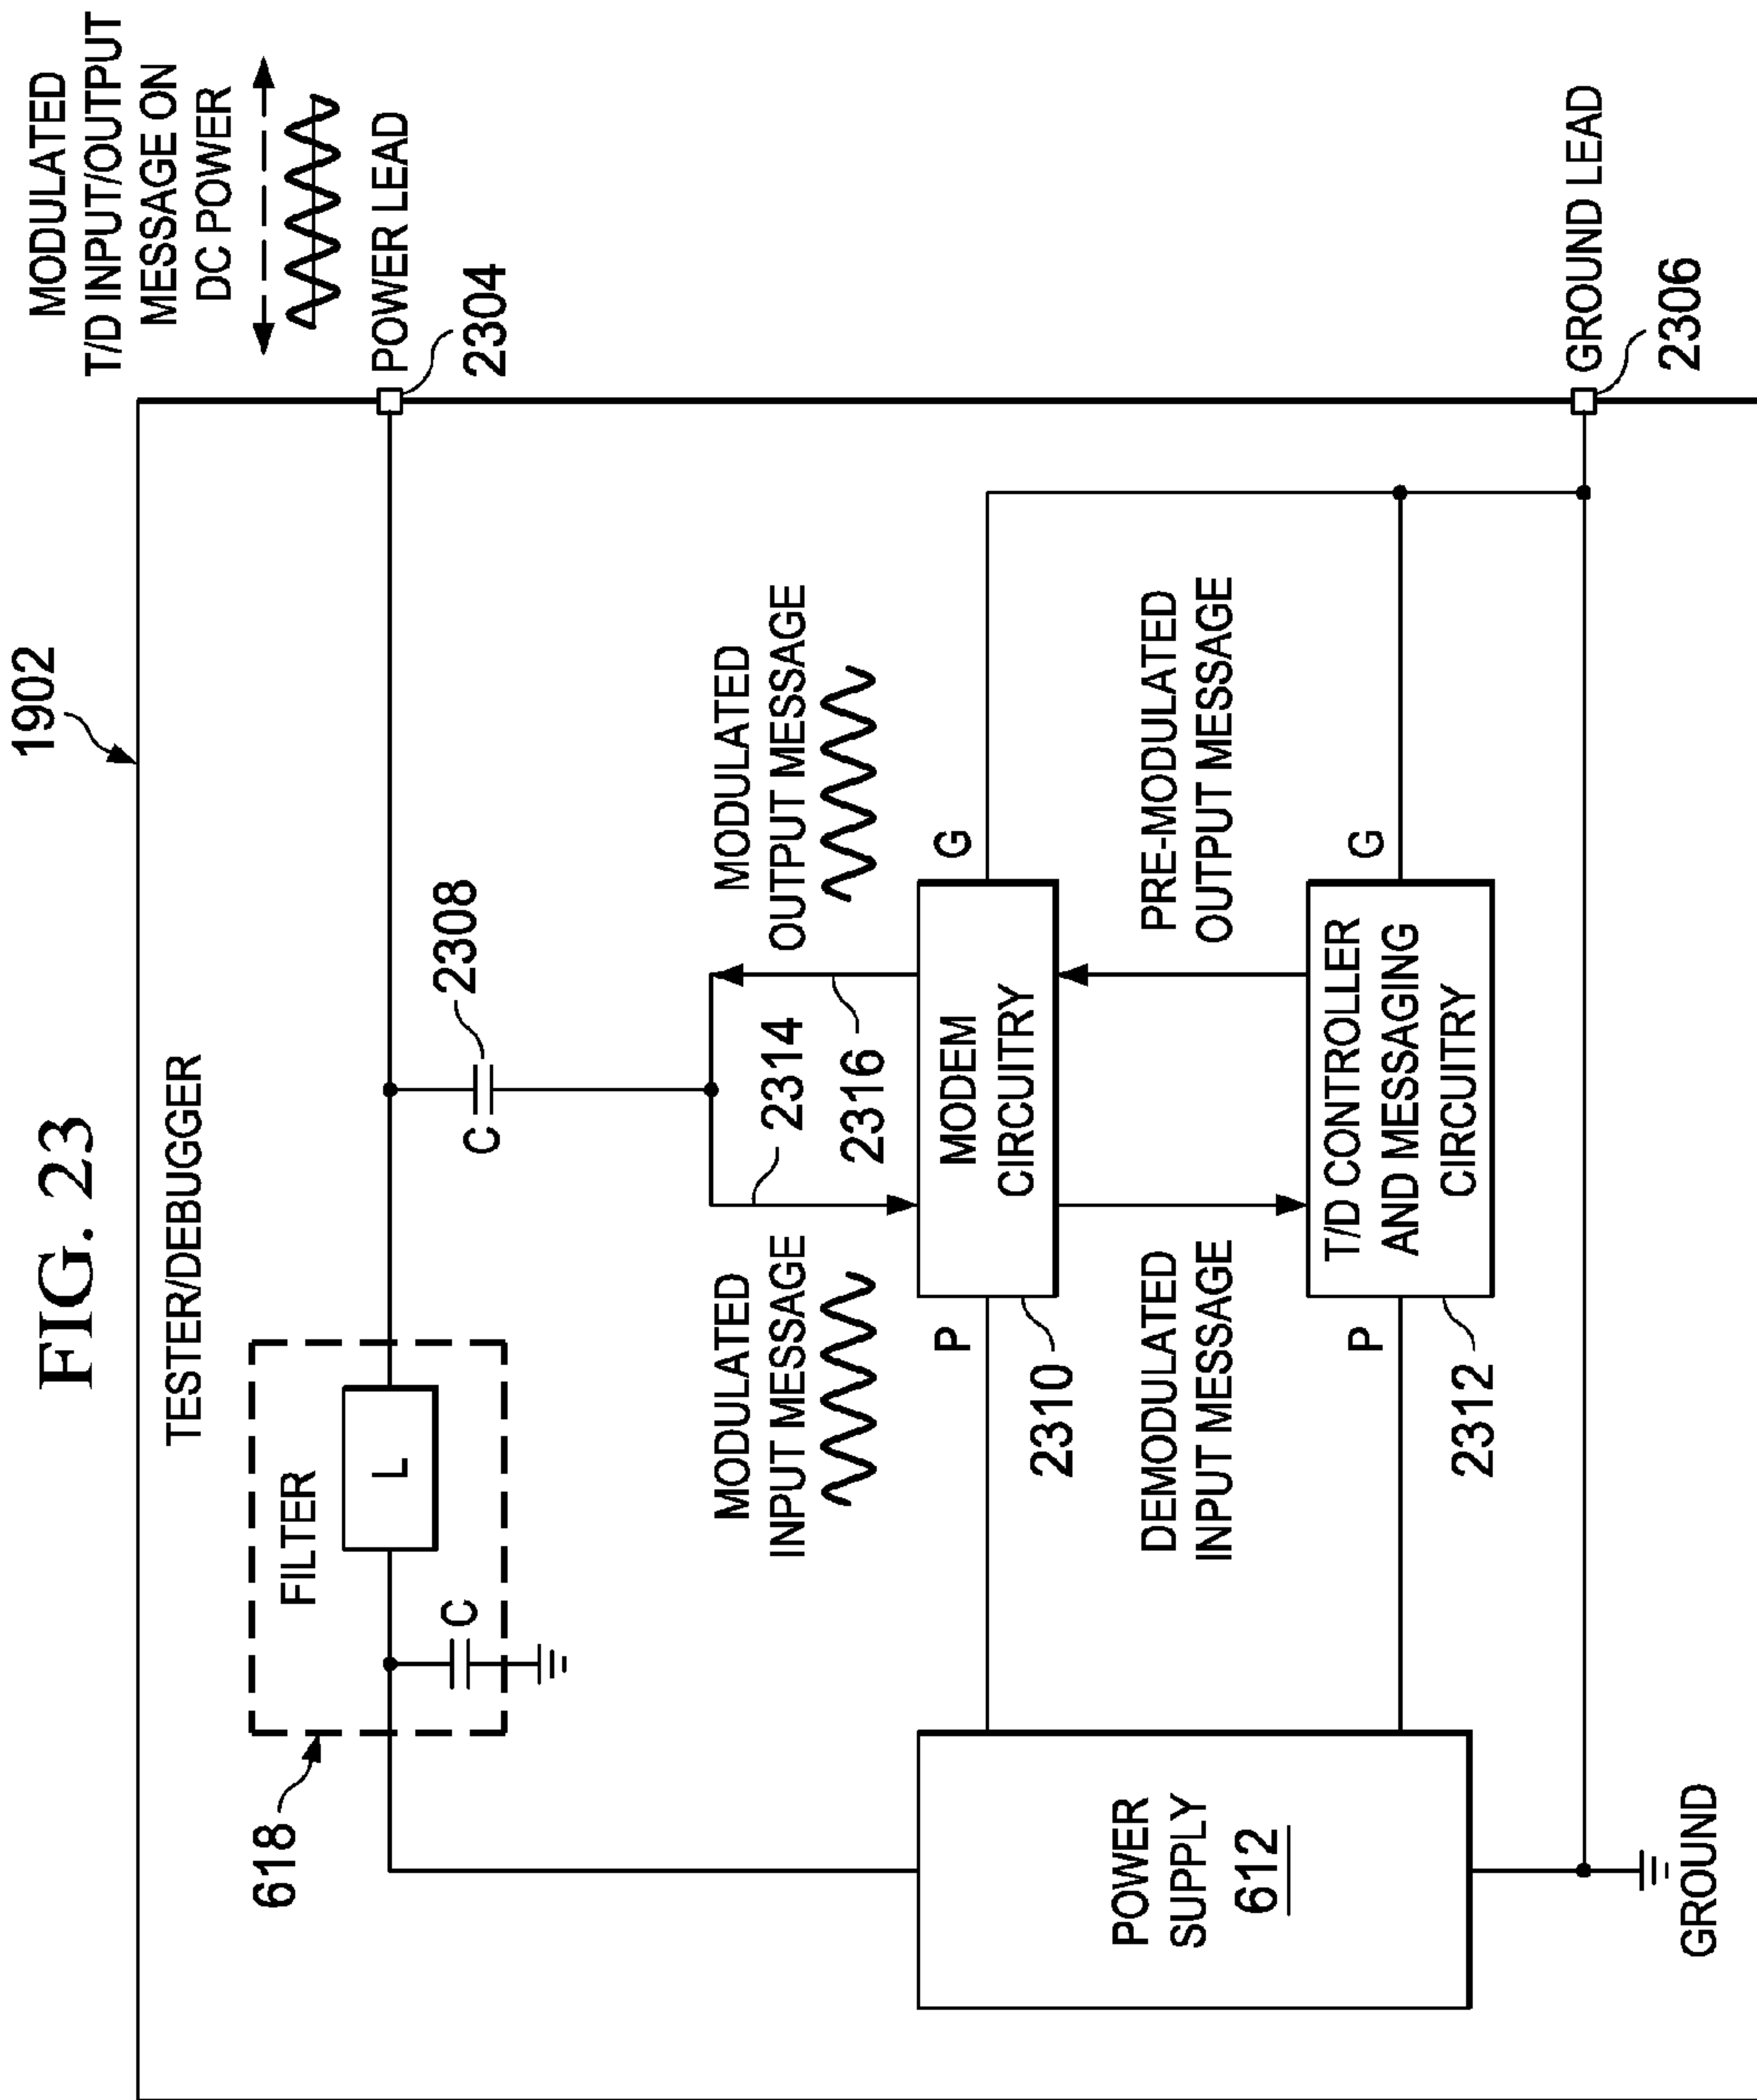 FIG. 23
1902
TESTER/DEBUGGER
MODULATED
T/D INPUT/OUTPUT
MESSAGE ON
DC POWER
618
FILTER
L
C
POWER LEAD
2304
C
2308
MODULATED
INPUT MESSAGE
2314
2316
MODULATED
OUTPUT MESSAGE
P
MODEM
CIRCUITRY
G
2310
POWER
SUPPLY
612
DEMODULATED
INPUT MESSAGE
PRE-MODULATED
OUTPUT MESSAGE
P
T/D CONTROLLER
AND MESSAGING
CIRCUITRY
G
2312
GROUND LEAD
2306
GROUND